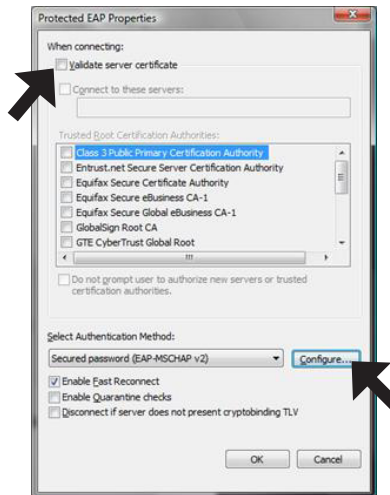 Protected EAP Properties
When connecting:
Validate server certificate
Connect to these servers:
Trusted Root Certification Authorities:
Class 3 Public Primary Certification Authority
Entrust.net Secure Server Certification Authority
Equifax Secure Certificate Authority
Equifax Secure eBusiness CA-1
Equifax Secure Global eBusiness CA-1
GlobalSign Root CA
GTE CyberTrust Global Root
Do not prompt user to authorize new servers or trusted
certification authorities.
Select Authentication Method:
Secured password (EAP-MSCHAP v2)
Configure...
Enable Fast Reconnect
Enable Quarantine checks
Disconnect if server does not present cryptobinding TLV
OK
Cancel